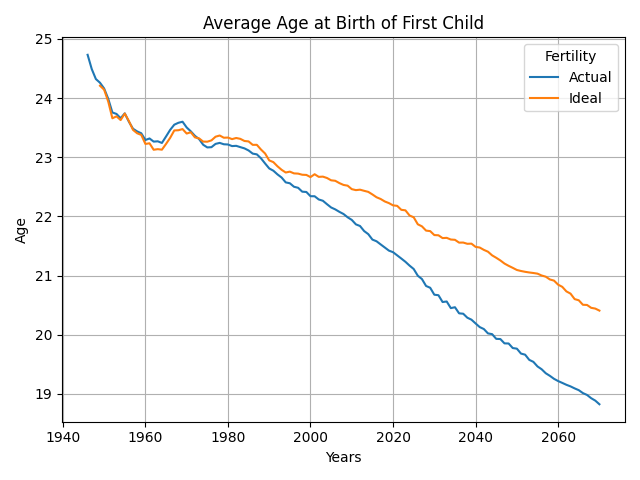 Average Age at Birth of First Child
Fertility
Actual
Ideal
Age
25
24
23
22
21
20
19
1940 1960 1980 2000 2020 2040 2060
Years